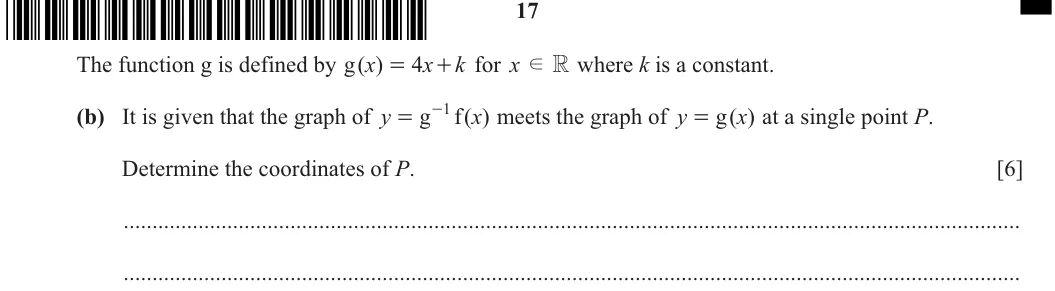 17
The function g is defined by g(x) = 4x + k for x ∈ ℝ where k is a constant.
(b) It is given that the graph of y = g⁻¹f(x) meets the graph of y = g(x) at a single point P.
Determine the coordinates of P. [6]